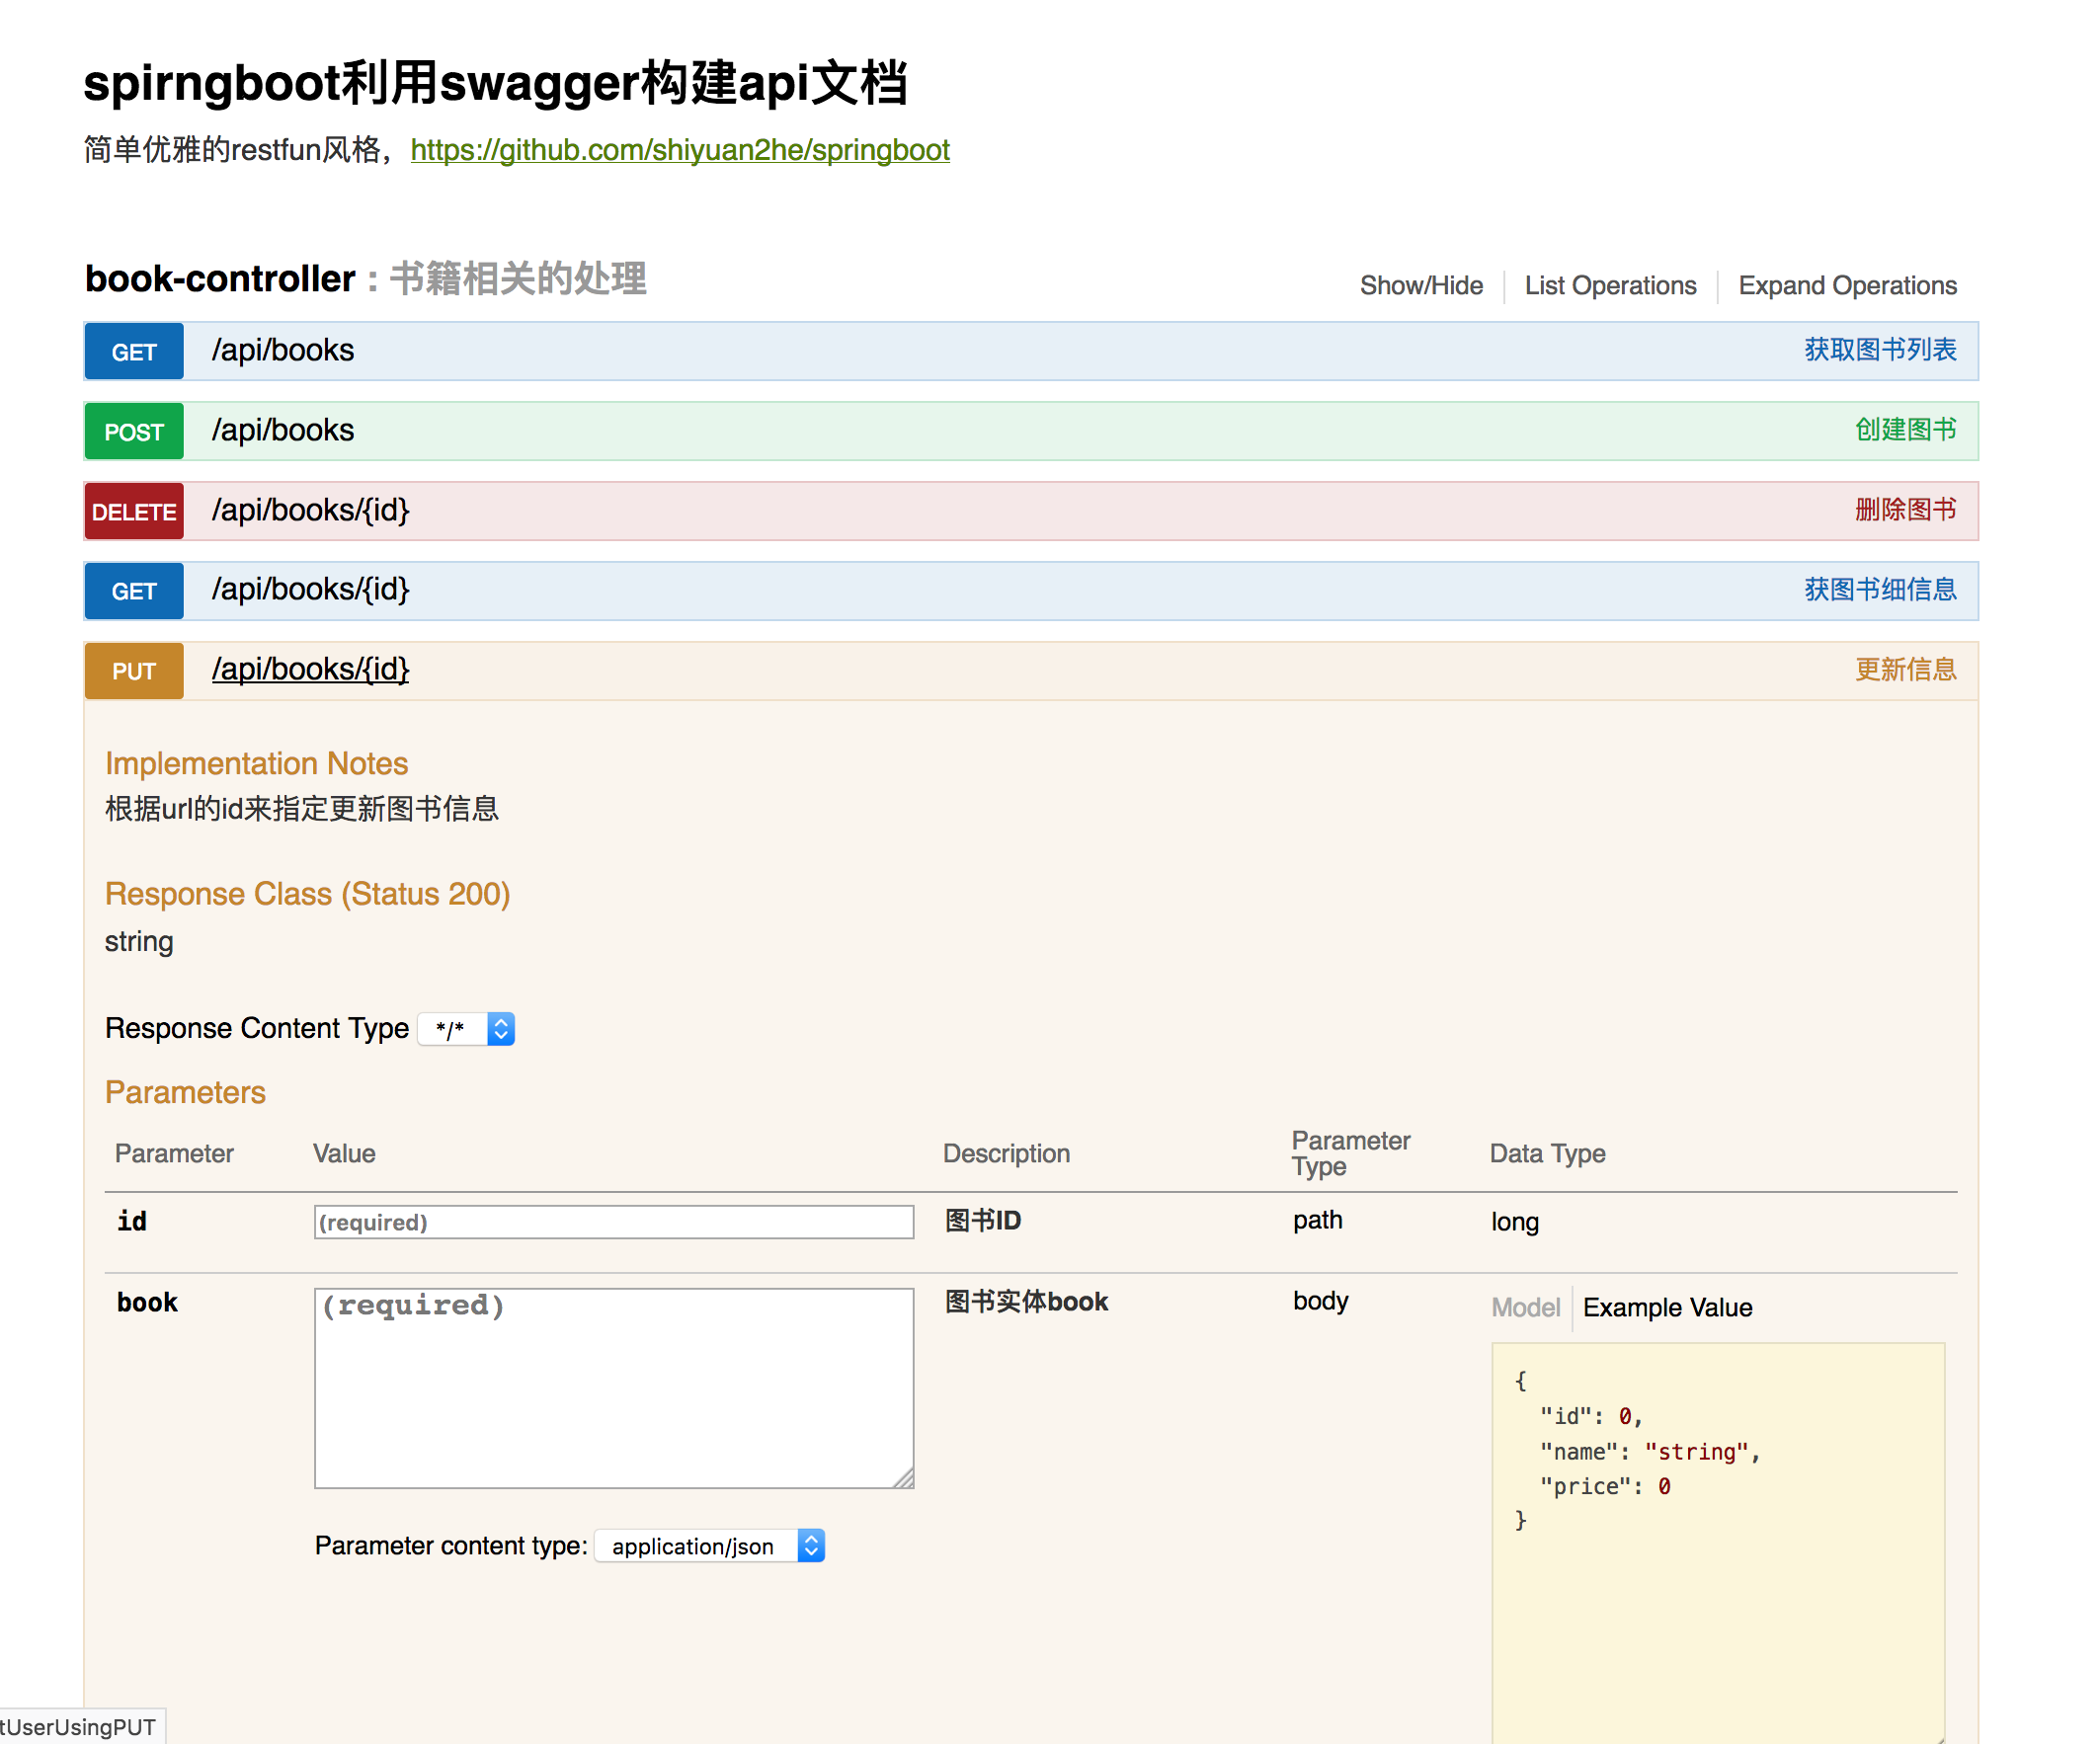 spirngboot利用swagger构建api文档
简单优雅的restfun风格，https://github.com/shiyuan2he/springboot
book-controller : 书籍相关的处理
Show/Hide List Operations Expand Operations
GET /api/books 获取图书列表
POST /api/books 创建图书
DELETE /api/books/{id} 删除图书
GET /api/books/{id} 获图书细信息
PUT /api/books/{id} 更新信息
Implementation Notes
根据url的id来指定更新图书信息
Response Class (Status 200)
string
Response Content Type */*
Parameters
Parameter Value Description Parameter Type Data Type
id (required) 图书ID path long
book (required) 图书实体book body Model Example Value
{
"id": 0,
"name": "string",
"price": 0
}
Parameter content type: application/json
tUserUsingPUT